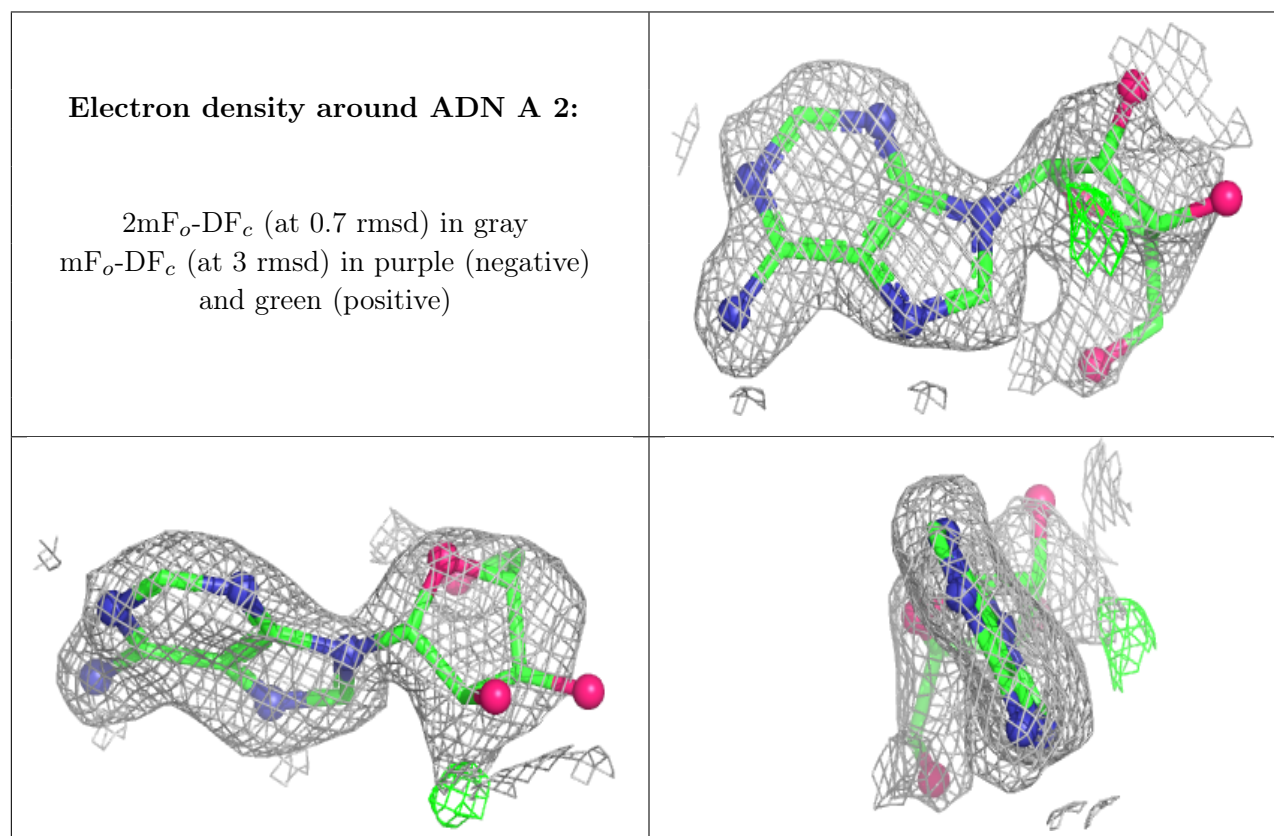 Electron density around ADN A 2:
2mFo-DFc (at 0.7 rmsd) in gray
mFo-DFc (at 3 rmsd) in purple (negative)
and green (positive)